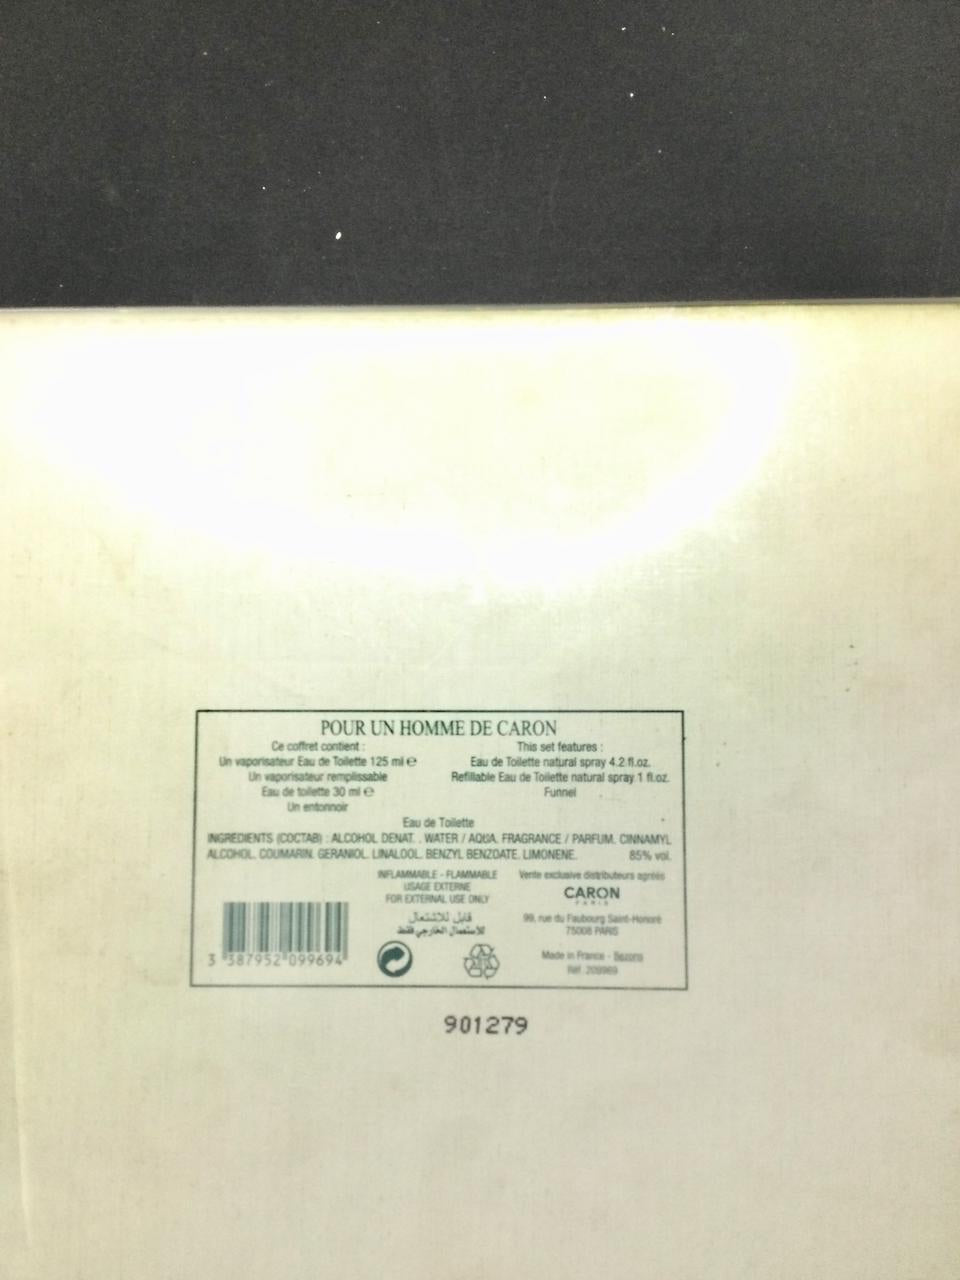 POUR UN HOMME DE CARON
Ce coffret contient :
Un vaporisateur Eau de Toilette 125 ml ℮
Un vaporisateur remplissable
Eau de toilette 30 ml ℮
Un entonnoir
This set features :
Eau de Toilette natural spray 4.2 fl.oz.
Refillable Eau de Toilette natural spray 1 fl.oz.
Funnel
Eau de Toilette
INGREDIENTS (COCTAB) : ALCOHOL DENAT. . WATER / AQUA. FRAGRANCE / PARFUM. CINNAMYL
ALCOHOL. COUMARIN. GERANIOL. LINALOOL. BENZYL BENZOATE. LIMONENE. 85% vol.
INFLAMMABLE - FLAMMABLE
USAGE EXTERNE
FOR EXTERNAL USE ONLY
قابل للاشتعال
للاستعمال الخارجي فقط
Vente exclusive distributeurs agréés
CARON
PARIS
99, rue du Faubourg Saint-Honoré
75008 PARIS
Made in France - Bezons
Réf. 209969
3 387952 099694
901279